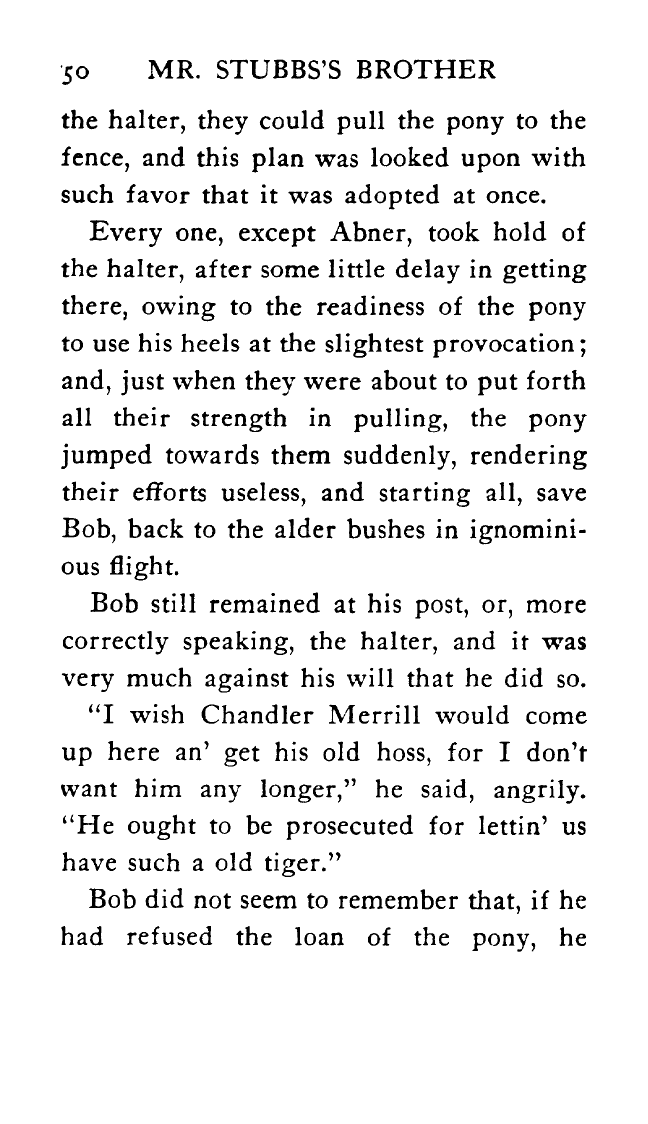 50 MR. STUBBS'S BROTHER
the halter, they could pull the pony to the
fence, and this plan was looked upon with
such favor that it was adopted at once.
Every one, except Abner, took hold of
the halter, after some little delay in getting
there, owing to the readiness of the pony
to use his heels at the slightest provocation;
and, just when they were about to put forth
all their strength in pulling, the pony
jumped towards them suddenly, rendering
their efforts useless, and starting all, save
Bob, back to the alder bushes in ignomini-
ous flight.
Bob still remained at his post, or, more
correctly speaking, the halter, and it was
very much against his will that he did so.
"I wish Chandler Merrill would come
up here an' get his old hoss, for I don't
want him any longer," he said, angrily.
"He ought to be prosecuted for lettin' us
have such a old tiger."
Bob did not seem to remember that, if he
had refused the loan of the pony, he